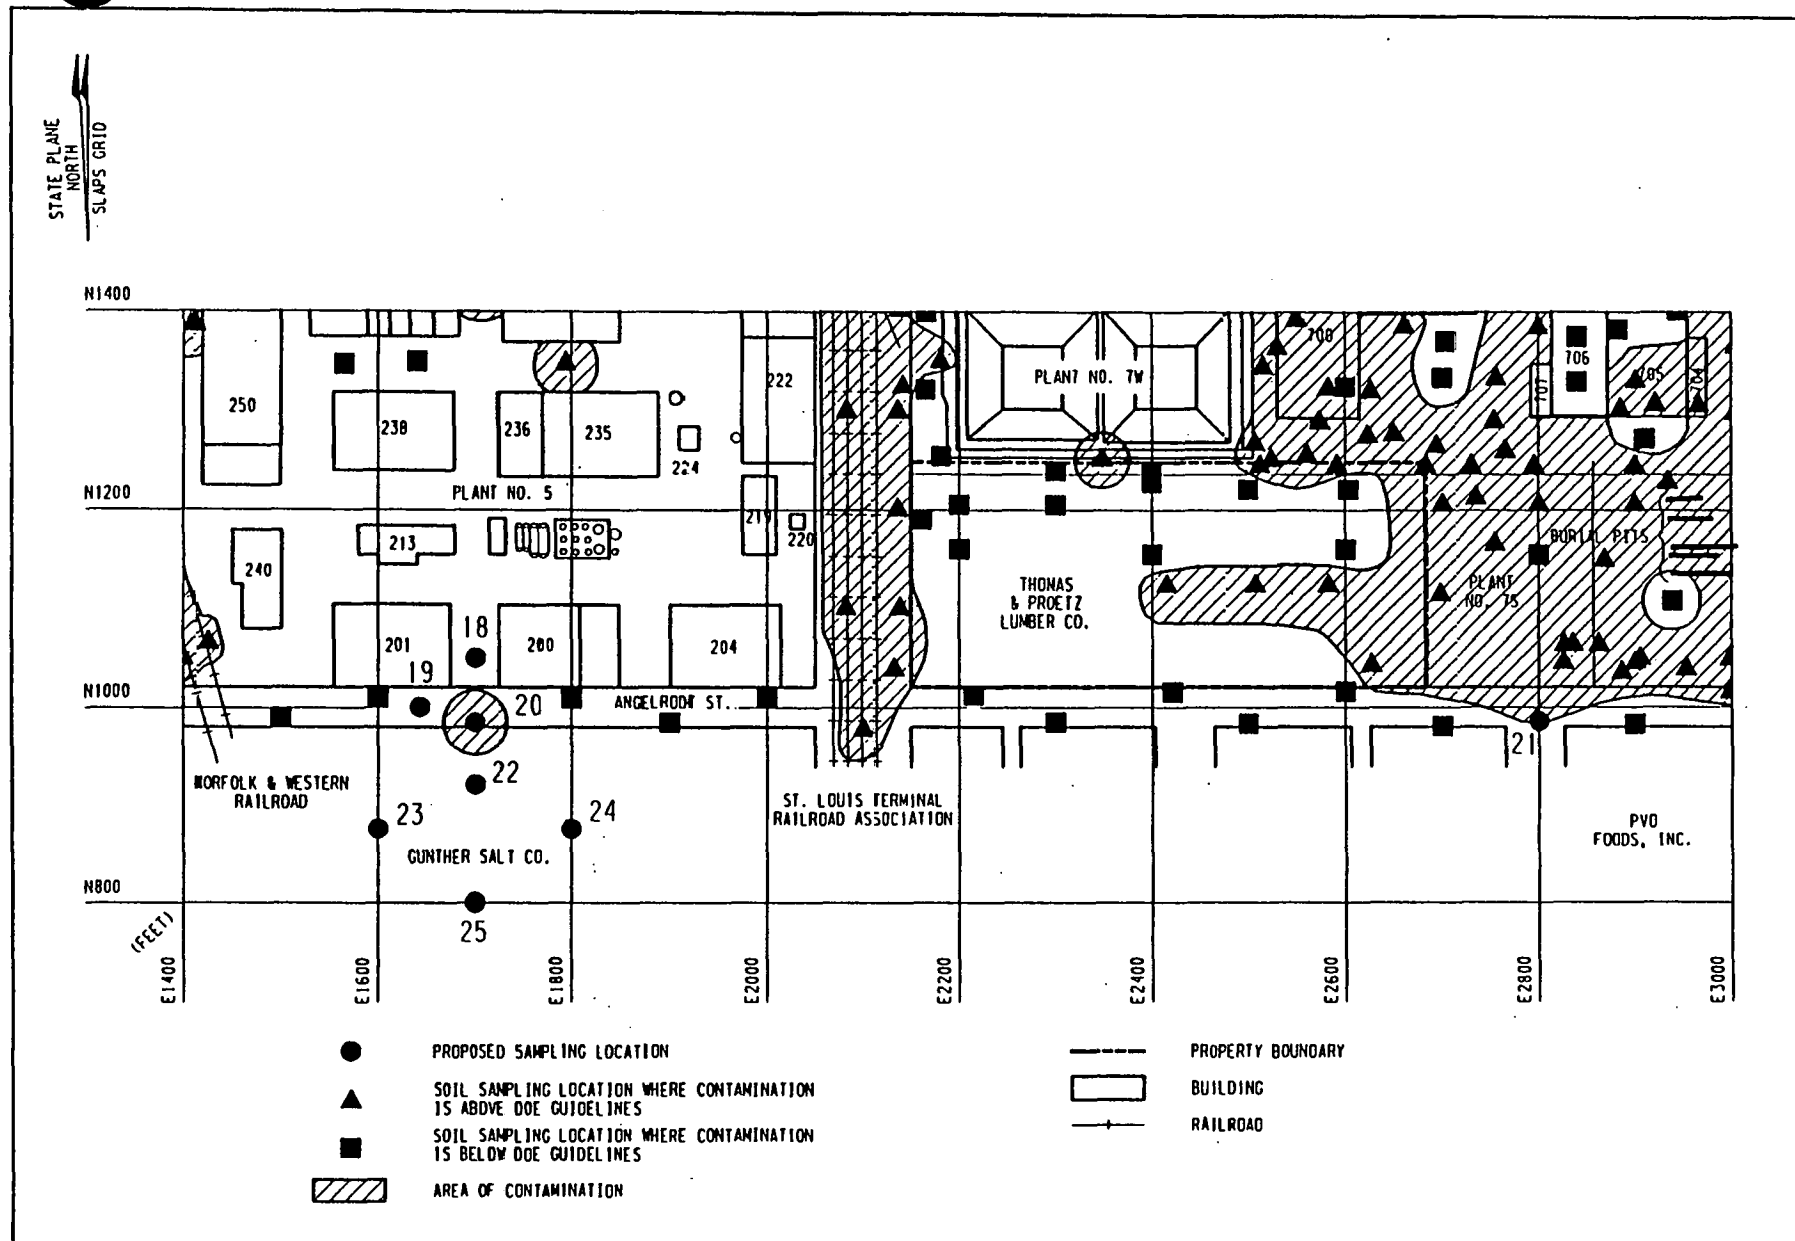 STATE PLANE
NORTH
SLAPS GRID
N1400
N1200
N1000
N800
(FEET)
E1400
E1600
E1800
E2000
E2200
E2400
E2600
E2800
E3000
250
238
236
235
222
224
PLANT NO. 5
219
220
213
240
201
200
204
18
19
20
ANGELRODT ST.
22
23
24
25
21
NORFOLK & WESTERN
RAILROAD
GUNTHER SALT CO.
ST. LOUIS TERMINAL
RAILROAD ASSOCIATION
PLANT NO. 7W
THOMAS
& PROETZ
LUMBER CO.
708
707
706
705
704
BURIAL PITS
PLANT
NO. 7S
PVO
FOODS, INC.
PROPOSED SAMPLING LOCATION
SOIL SAMPLING LOCATION WHERE CONTAMINATION
IS ABOVE DOE GUIDELINES
SOIL SAMPLING LOCATION WHERE CONTAMINATION
IS BELOW DOE GUIDELINES
AREA OF CONTAMINATION
PROPERTY BOUNDARY
BUILDING
RAILROAD